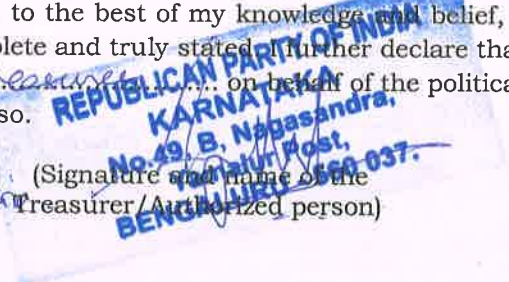 to the best of my knowledge and belief,
plete and truly stated. I further declare tha
Treasurer ......... on behalf of the politica
so.
REPUBLICAN PARTY OF INDIA
KARNATAKA
No.49, B, Nagasandra,
Post,
BENGALURU - 560 037.
(Signature and name of the
Treasurer/Authorized person)